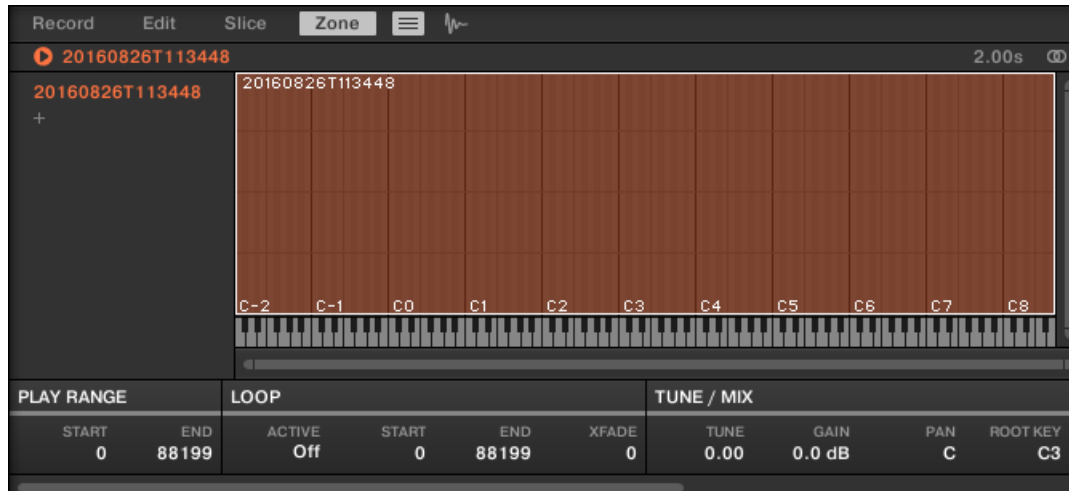 Record Edit Slice Zone
20160826T113448 2.00s
20160826T113448 20160826T113448
+
C-2 C-1 C0 C1 C2 C3 C4 C5 C6 C7 C8
PLAY RANGE LOOP TUNE / MIX
START END ACTIVE START END XFADE TUNE GAIN PAN ROOT KEY
0 88199 Off 0 88199 0 0.00 0.0 dB C C3